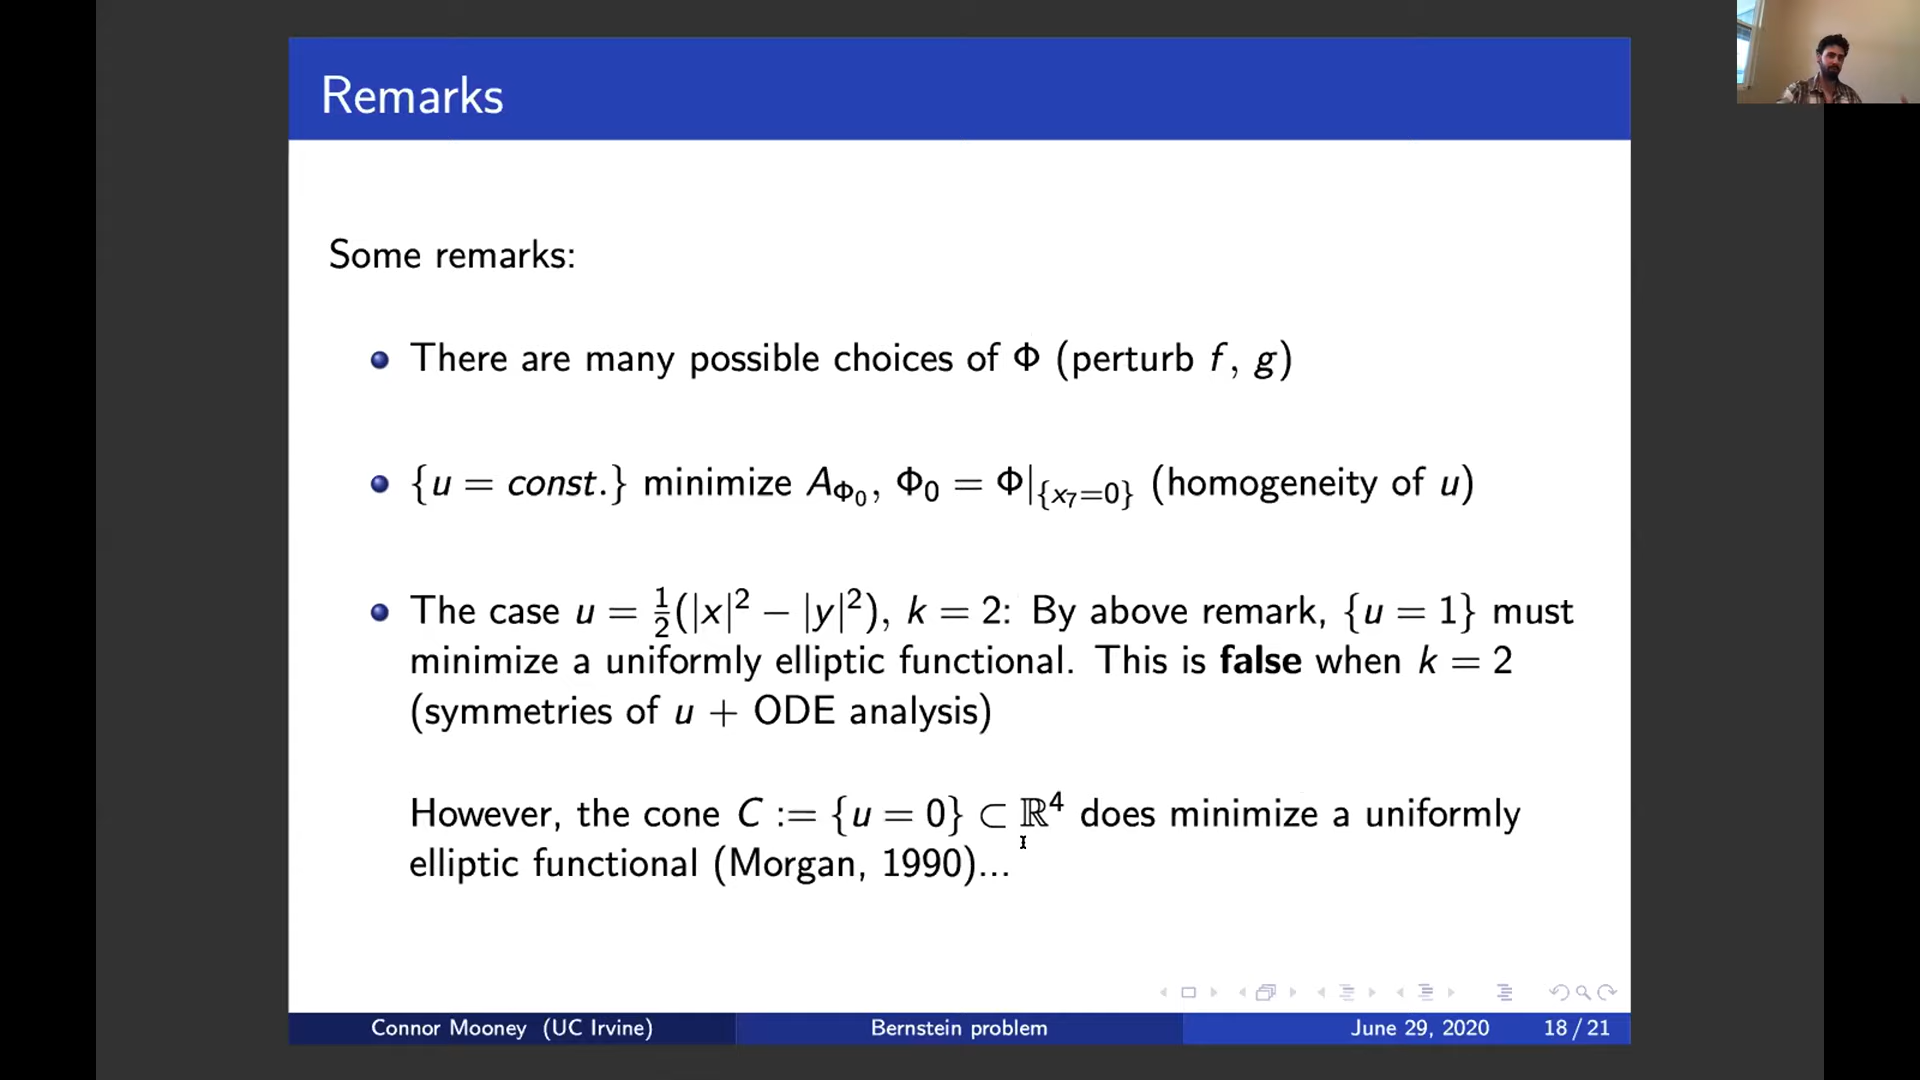 Remarks
Some remarks:
There are many possible choices of Φ (perturb f, g)
{u = const.} minimize A_{Φ_0}, Φ_0 = Φ|_{{x_7=0}} (homogeneity of u)
The case u = ½(|x|² − |y|²), k = 2: By above remark, {u = 1} must
minimize a uniformly elliptic functional. This is false when k = 2
(symmetries of u + ODE analysis)
However, the cone C := {u = 0} ⊂ ℝ⁴ does minimize a uniformly
elliptic functional (Morgan, 1990)...
Connor Mooney (UC Irvine) Bernstein problem June 29, 2020 18 / 21